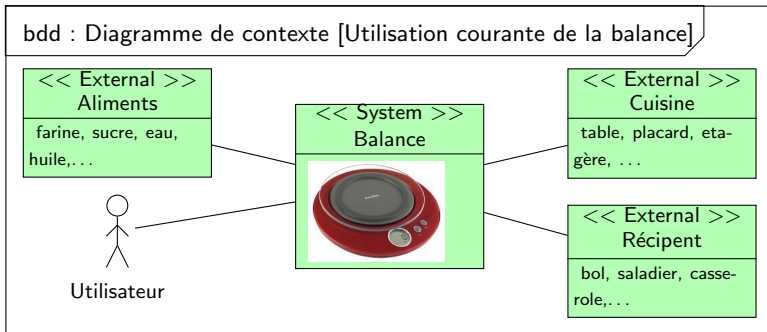 bdd : Diagramme de contexte [Utilisation courante de la balance]
<< External >>
Aliments
farine, sucre, eau,
huile,...
<< System >>
Balance
<< External >>
Cuisine
table, placard, eta-
gère, ...
Utilisateur
<< External >>
Récipent
bol, saladier, casse-
role,...